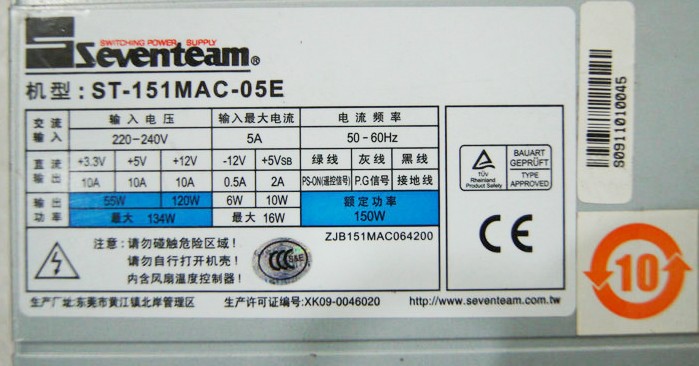 SWITCHING POWER SUPPLY
Seventeam®
机型：ST-151MAC-05E
交流输入 输入电压 输入最大电流 电流频率
220-240V 5A 50-60Hz
直流输出 +3.3V +5V +12V -12V +5VSB 绿线 灰线 黑线
10A 10A 10A 0.5A 2A PS-ON(遥控信号) P.G信号 接地线
输出功率 55W 120W 6W 10W 额定功率
最大 134W 最大 16W 150W
注意：请勿碰触危险区域！
请勿自行打开机壳！
内含风扇温度控制器！
CCC S&E
ZJB151MAC064200
生产厂址:东莞市黄江镇北岸管理区 生产许可证编号:XK09-0046020 http://www.seventeam.com.tw
TÜV Rheinland Product Safety
BAUART GEPRÜFT
TYPE APPROVED
CE
S0911010045
10